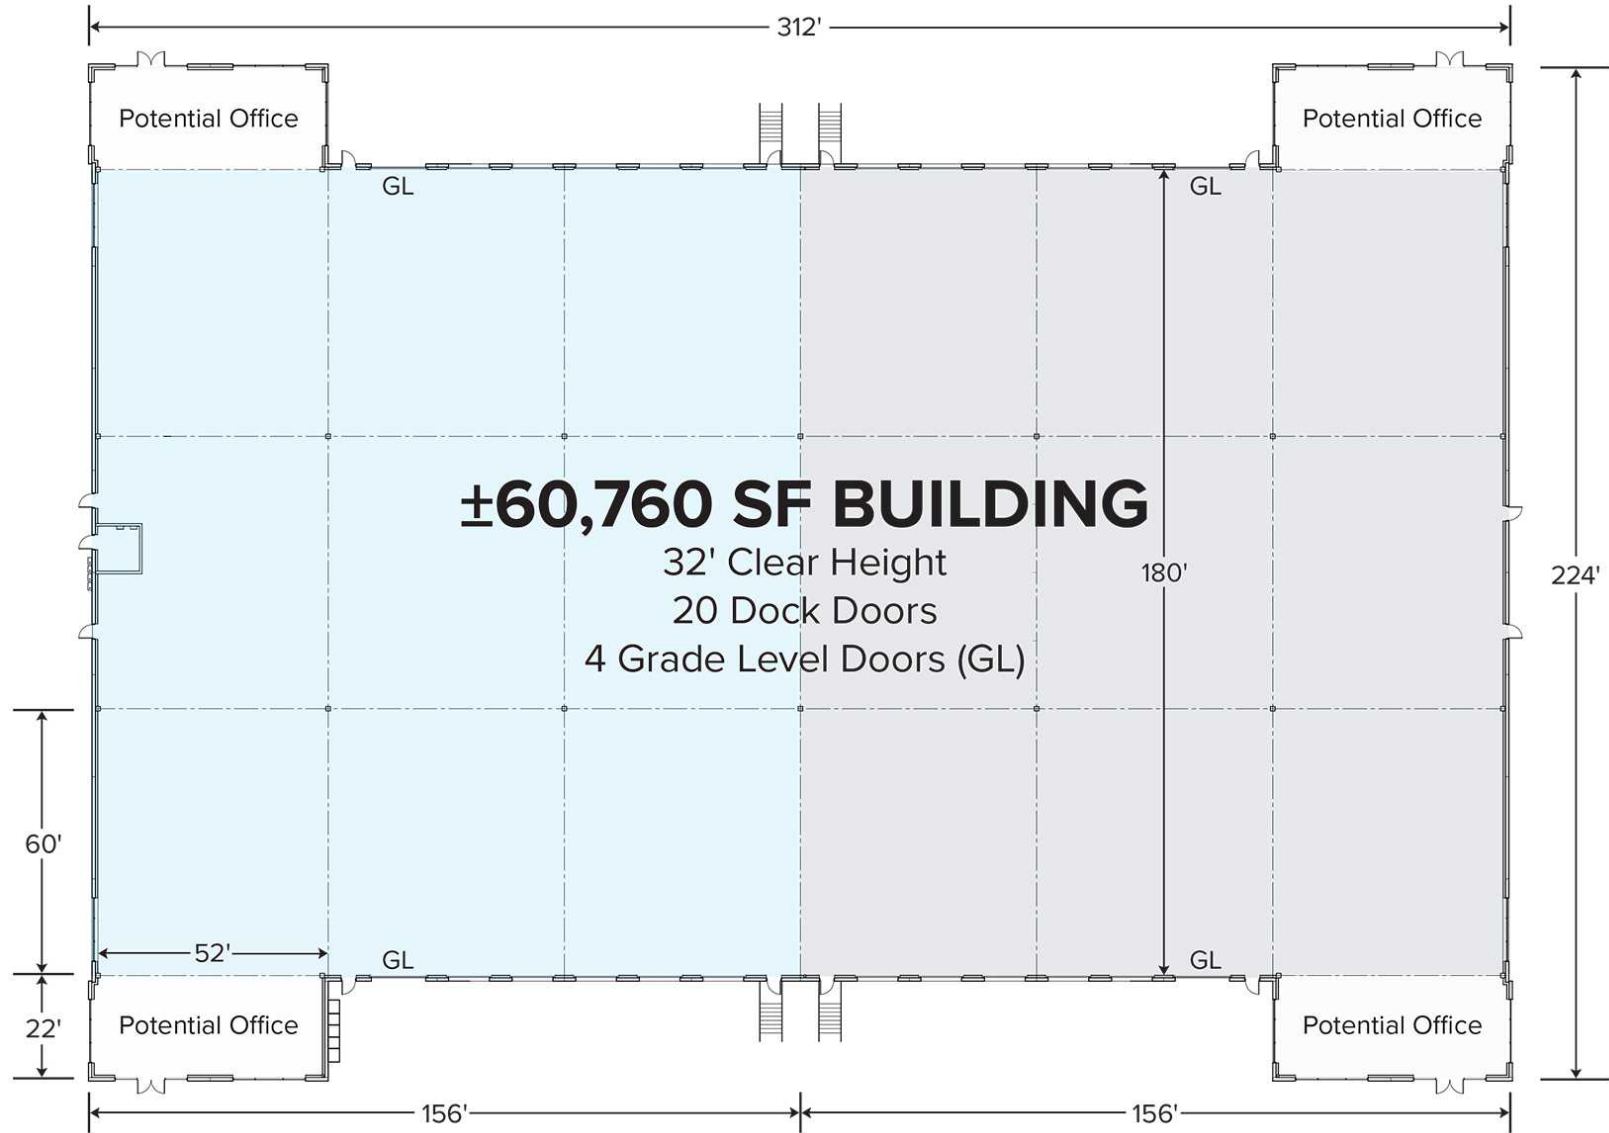 312'
Potential Office
Potential Office
GL
GL
±60,760 SF BUILDING
32' Clear Height
20 Dock Doors
4 Grade Level Doors (GL)
180'
224'
60'
52'
GL
GL
22'
Potential Office
Potential Office
156'
156'